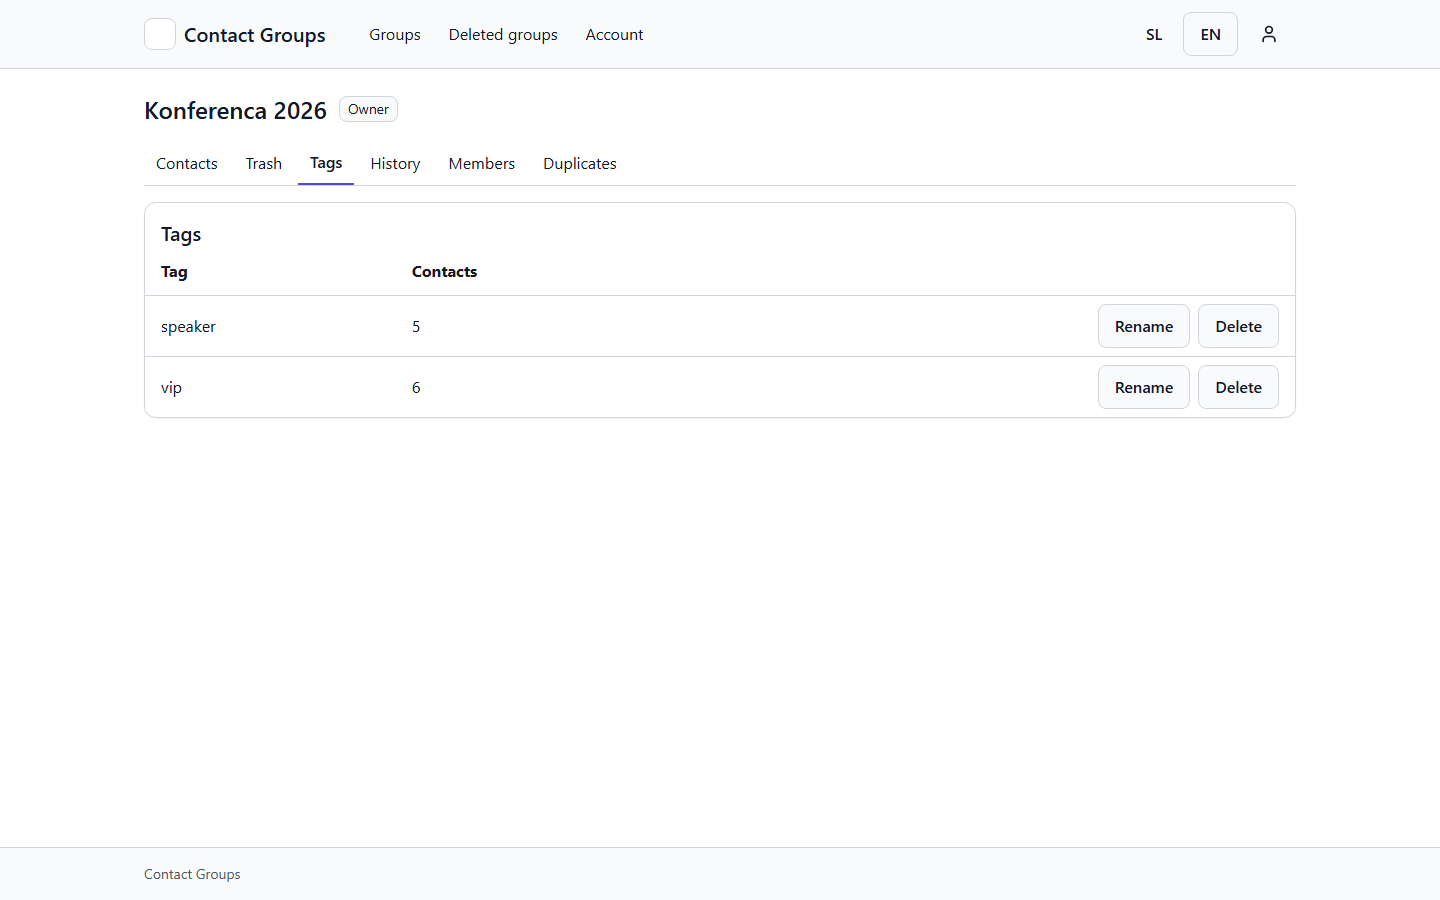 Contact Groups Groups Deleted groups Account SL EN
Konferenca 2026 Owner
Contacts Trash Tags History Members Duplicates
Tags
Tag Contacts
speaker 5 Rename Delete
vip 6 Rename Delete
Contact Groups